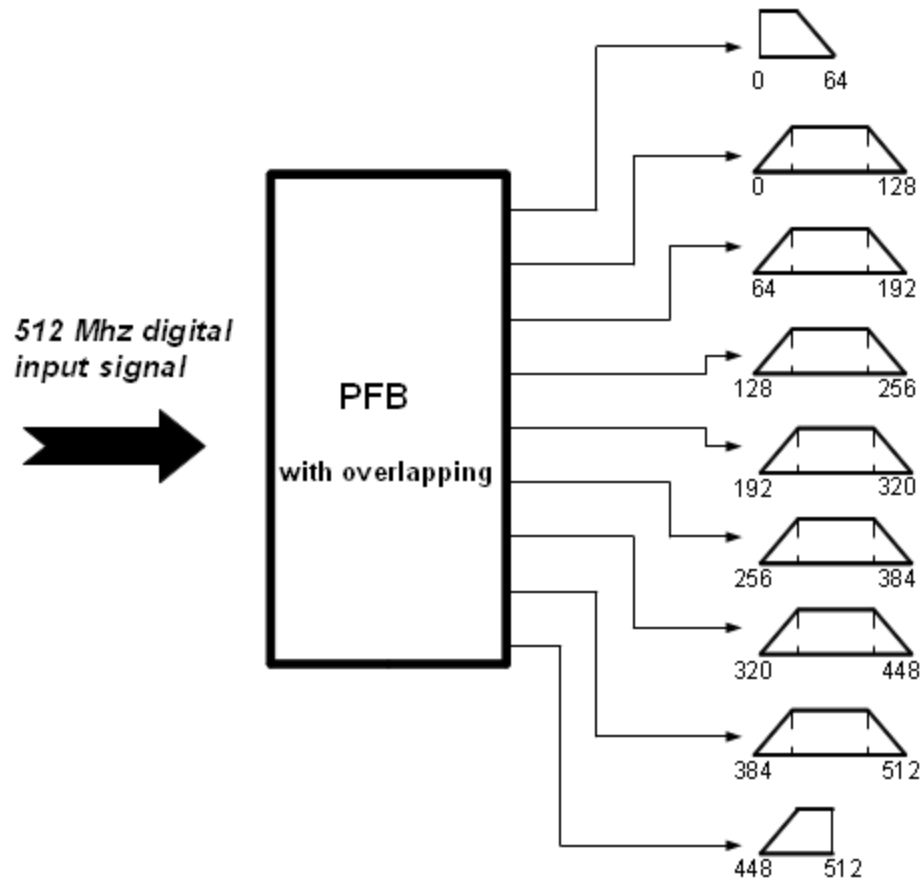 0 64
0 128
64 192
512 Mhz digital
input signal
PFB
with overlapping
128 256
192 320
256 384
320 448
384 512
448 512